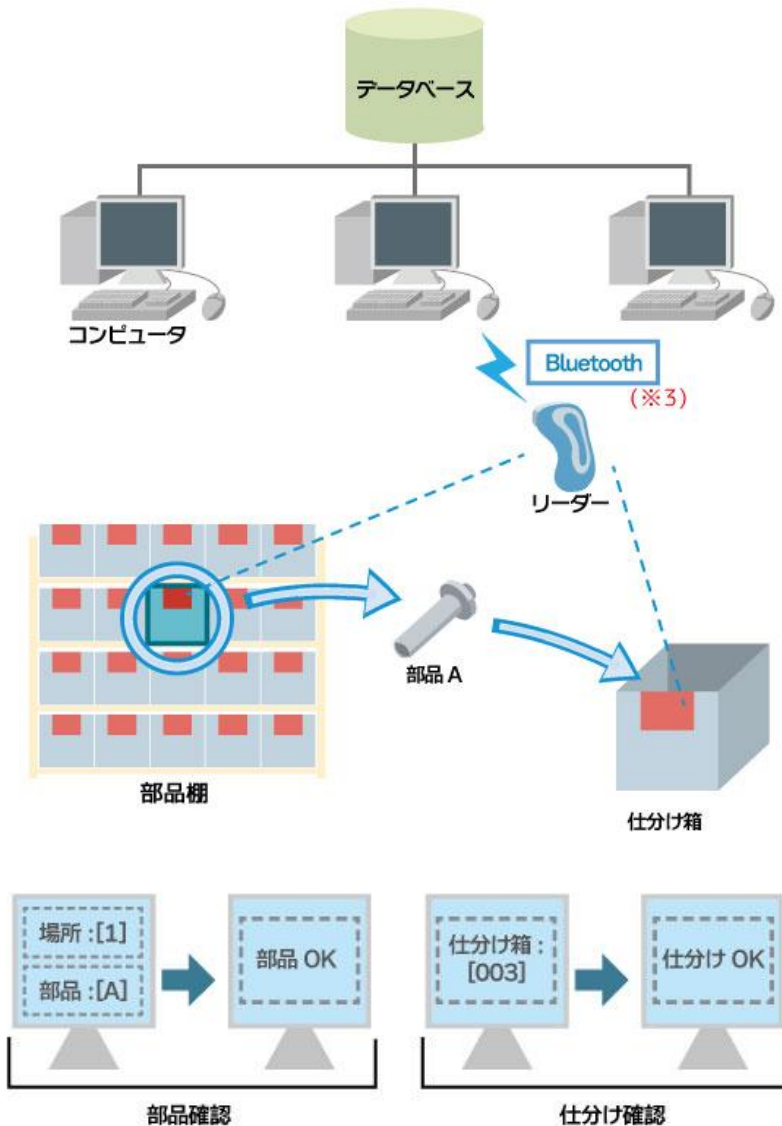 データベース
コンピュータ
Bluetooth
(※3)
リーダー
部品 A
部品棚
仕分け箱
場所 :[1]
部品 :[A]
部品 OK
仕分け箱 :
[003]
仕分け OK
部品確認
仕分け確認